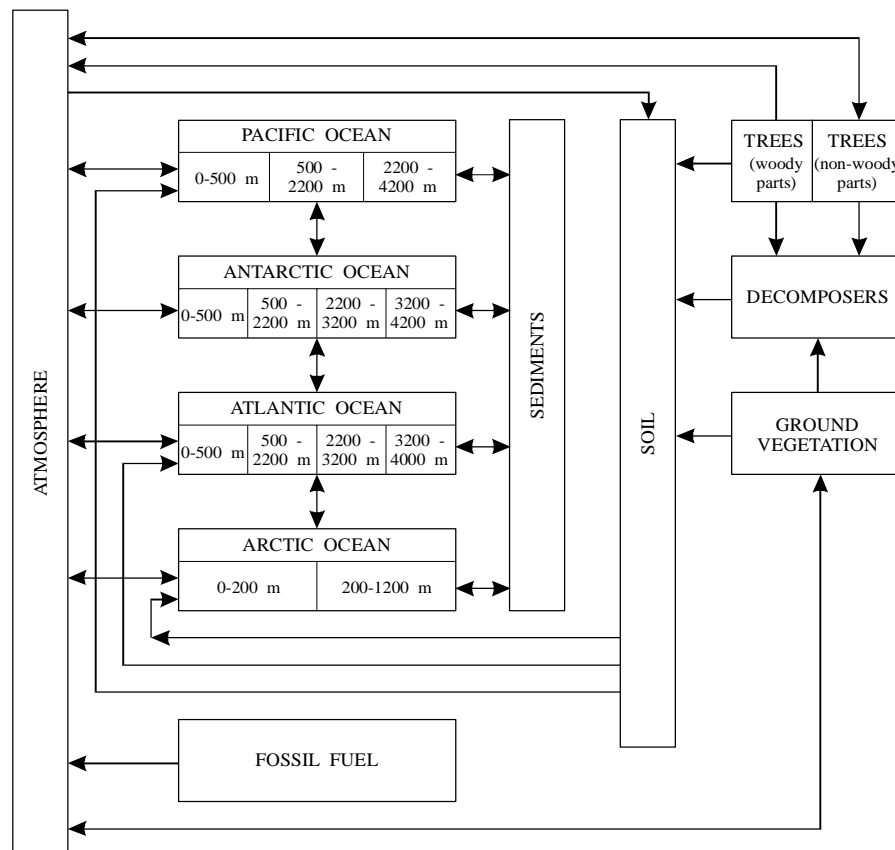 ATMOSPHERE
PACIFIC OCEAN
0-500 m
500 -
2200 m
2200 -
4200 m
ANTARCTIC OCEAN
0-500 m
500 -
2200 m
2200 -
3200 m
3200 -
4200 m
ATLANTIC OCEAN
0-500 m
500 -
2200 m
2200 -
3200 m
3200 -
4000 m
ARCTIC OCEAN
0-200 m
200-1200 m
FOSSIL FUEL
SEDIMENTS
SOIL
TREES
(woody
parts)
TREES
(non-woody
parts)
DECOMPOSERS
GROUND
VEGETATION